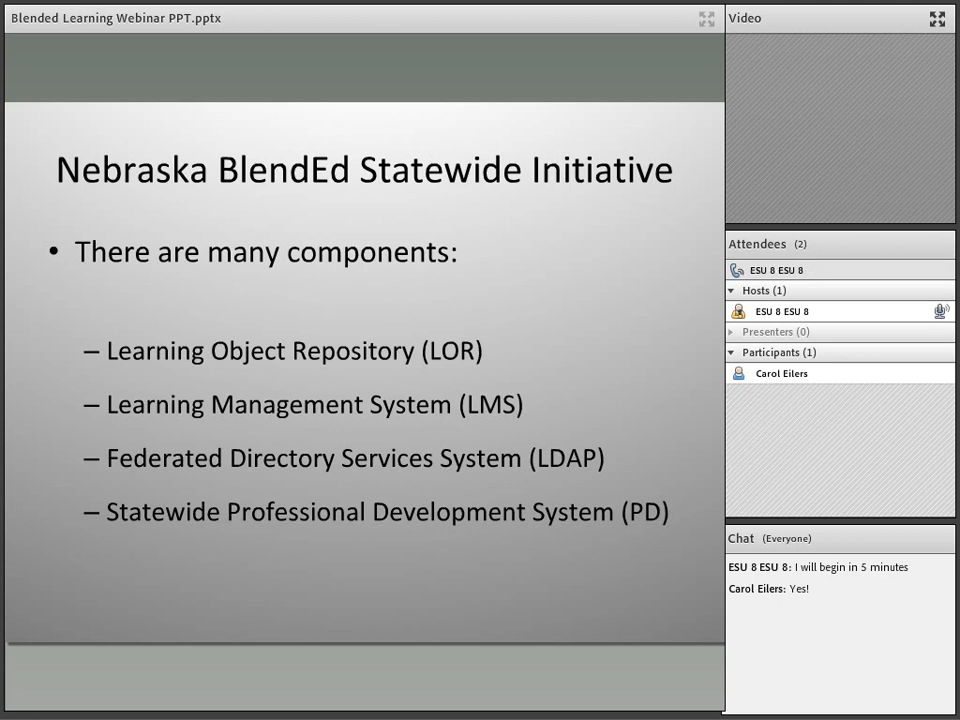 Blended Learning Webinar PPT.pptx
Nebraska BlendEd Statewide Initiative
• There are many components:
– Learning Object Repository (LOR)
– Learning Management System (LMS)
– Federated Directory Services System (LDAP)
– Statewide Professional Development System (PD)
Video
Attendees (2)
ESU 8 ESU 8
Hosts (1)
ESU 8 ESU 8
Presenters (0)
Participants (1)
Carol Eilers
Chat (Everyone)
ESU 8 ESU 8: I will begin in 5 minutes
Carol Eilers: Yes!